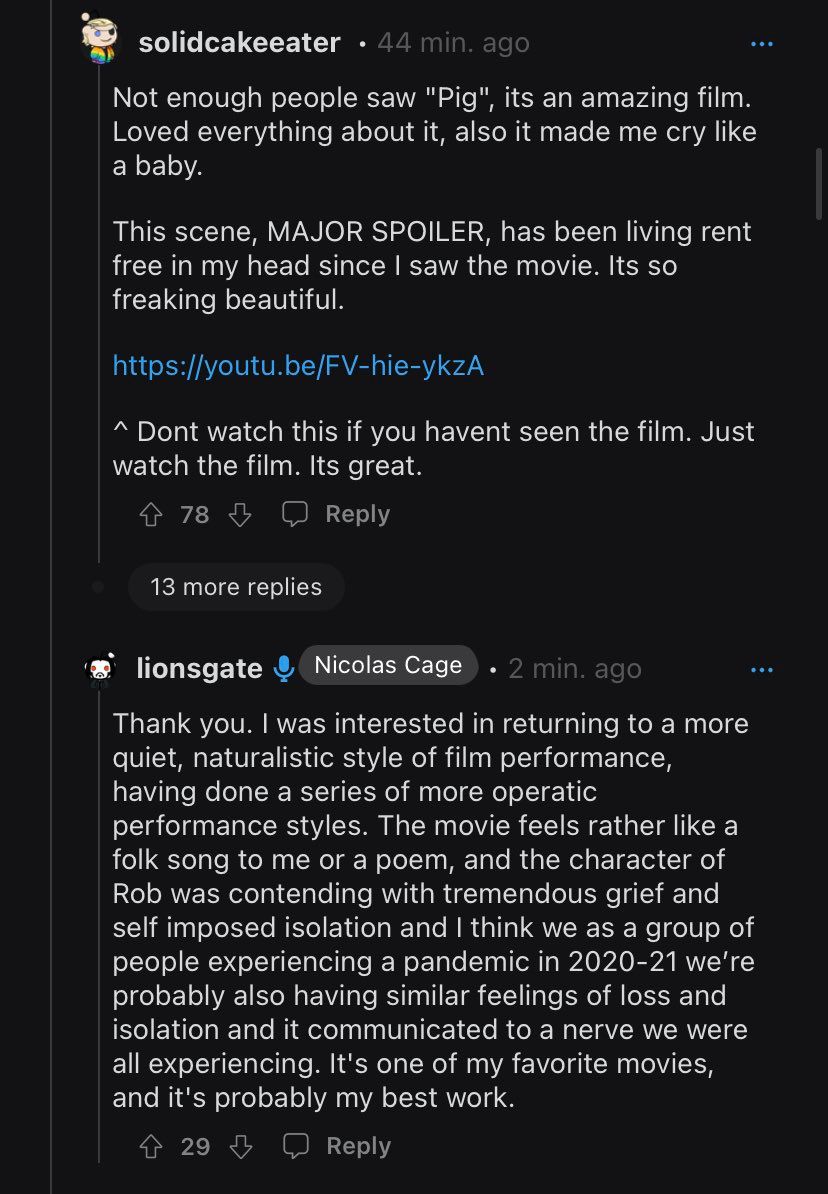 solidcakeeater • 44 min. ago
Not enough people saw "Pig", its an amazing film.
Loved everything about it, also it made me cry like
a baby.
This scene, MAJOR SPOILER, has been living rent
free in my head since I saw the movie. Its so
freaking beautiful.
https://youtu.be/FV-hie-ykzA
^ Dont watch this if you havent seen the film. Just
watch the film. Its great.
78 Reply
13 more replies
lionsgate Nicolas Cage • 2 min. ago
Thank you. I was interested in returning to a more
quiet, naturalistic style of film performance,
having done a series of more operatic
performance styles. The movie feels rather like a
folk song to me or a poem, and the character of
Rob was contending with tremendous grief and
self imposed isolation and I think we as a group of
people experiencing a pandemic in 2020-21 we’re
probably also having similar feelings of loss and
isolation and it communicated to a nerve we were
all experiencing. It's one of my favorite movies,
and it's probably my best work.
29 Reply